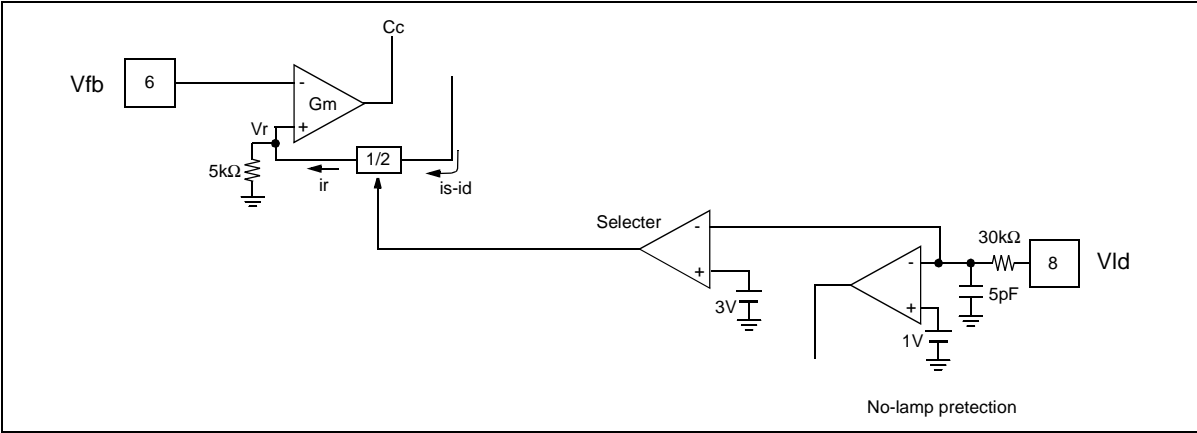 Cc
Vfb
6
-
Gm
Vr
+
5kΩ
1/2
ir
is-id
Selecter
-
+
3V
30kΩ
-
8
Vld
5pF
+
1V
No-lamp pretection